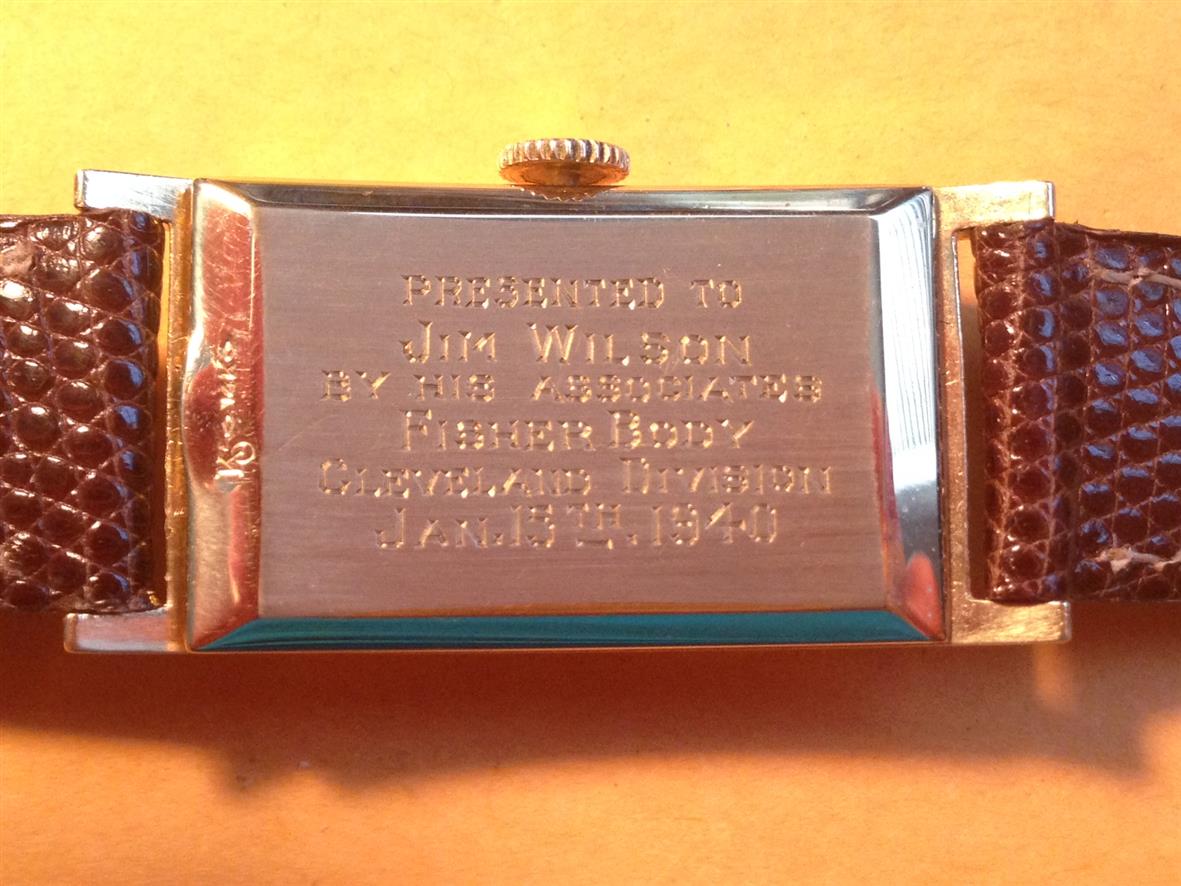 PRESENTED TO
JIM WILSON
BY HIS ASSOCIATES
FISHER BODY
CLEVELAND DIVISION
JAN. 15TH. 1940